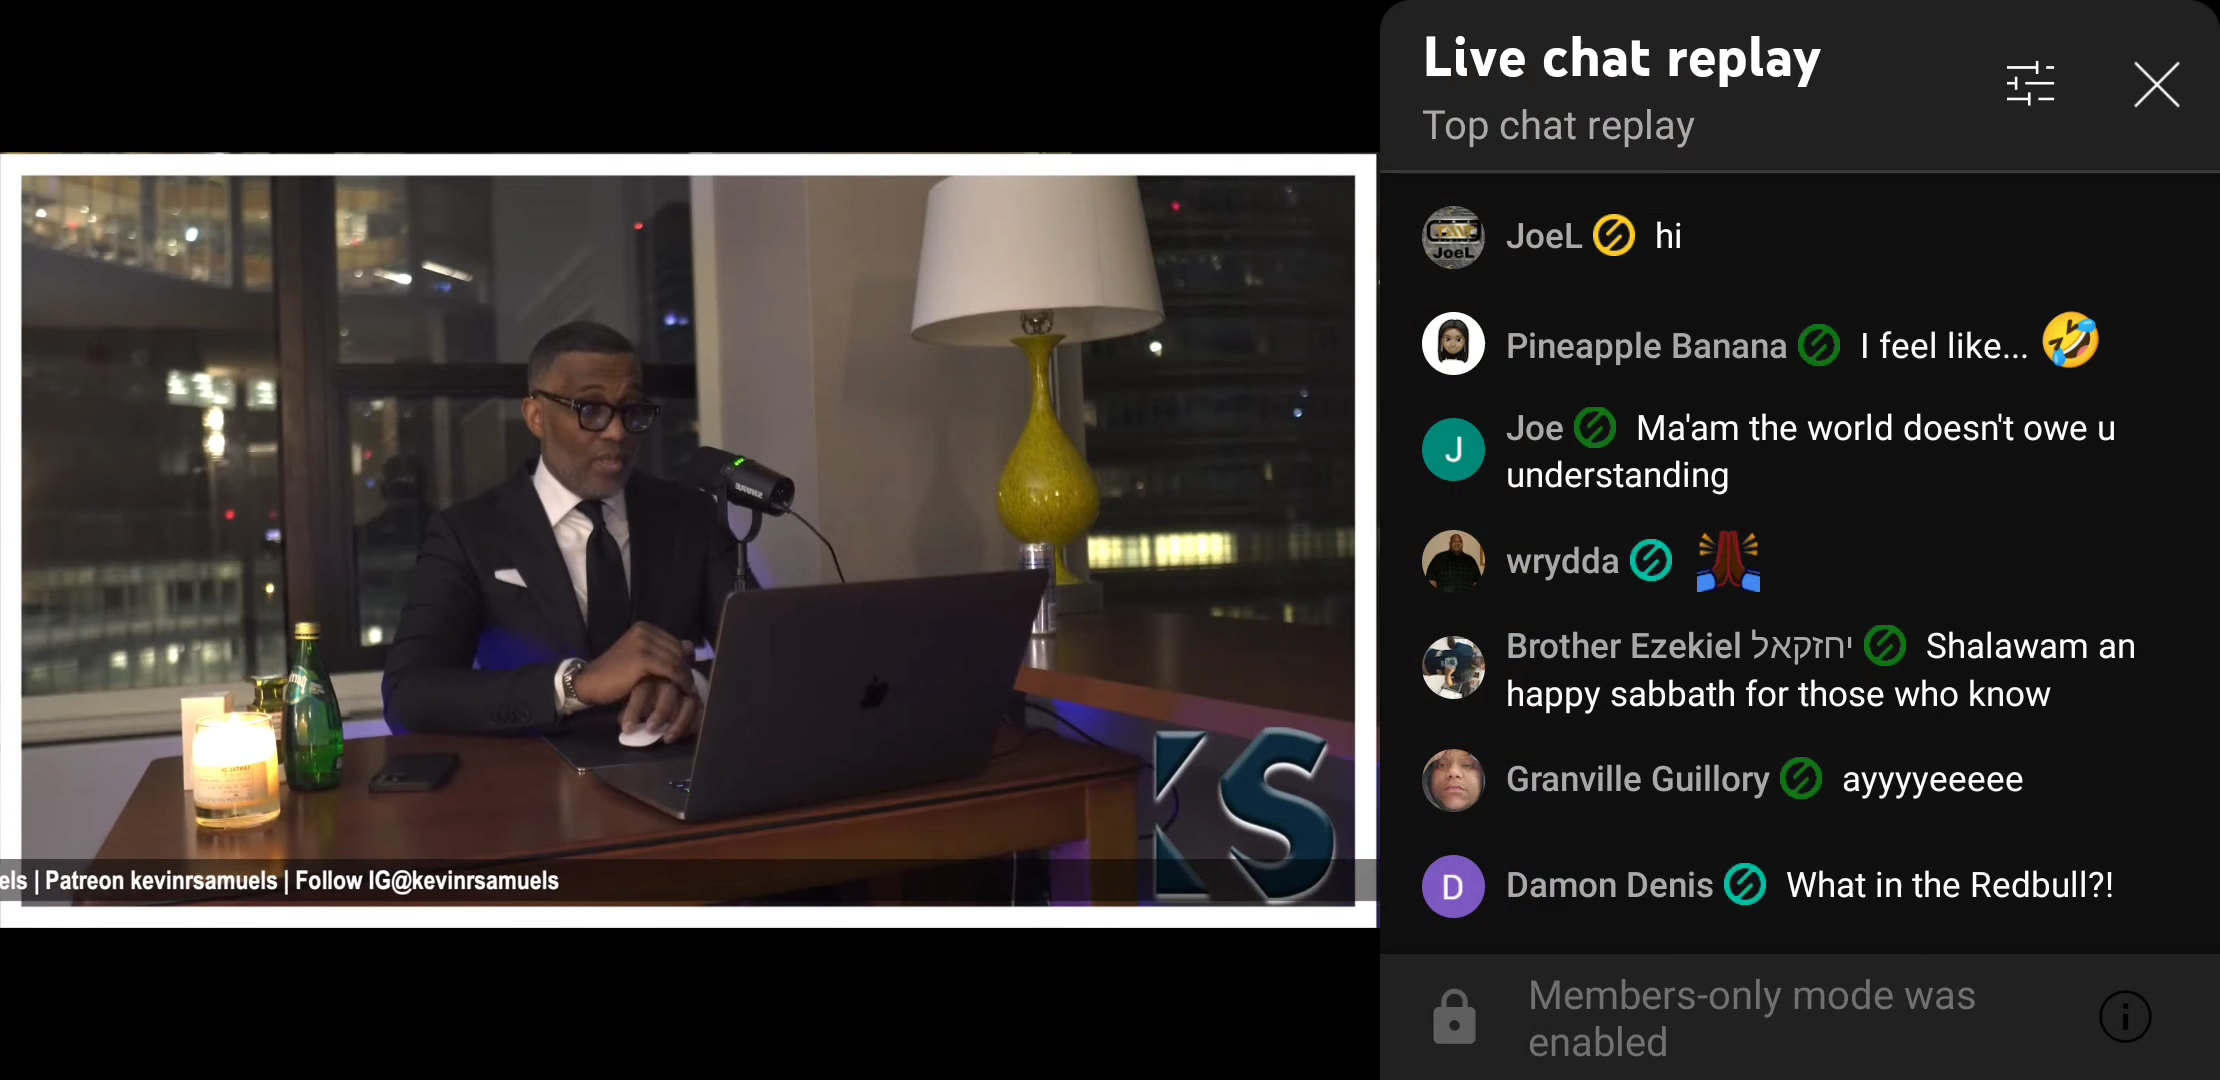 Live chat replay
Top chat replay
JoeL hi
Pineapple Banana I feel like...
Joe Ma'am the world doesn't owe u
understanding
wrydda
Brother Ezekiel יחזקאל Shalawam an
happy sabbath for those who know
Granville Guillory ayyyyeeeee
Damon Denis What in the Redbull?!
Members-only mode was
enabled
JoeL
J
D
KS
els | Patreon kevinrsamuels | Follow IG@kevinrsamuels